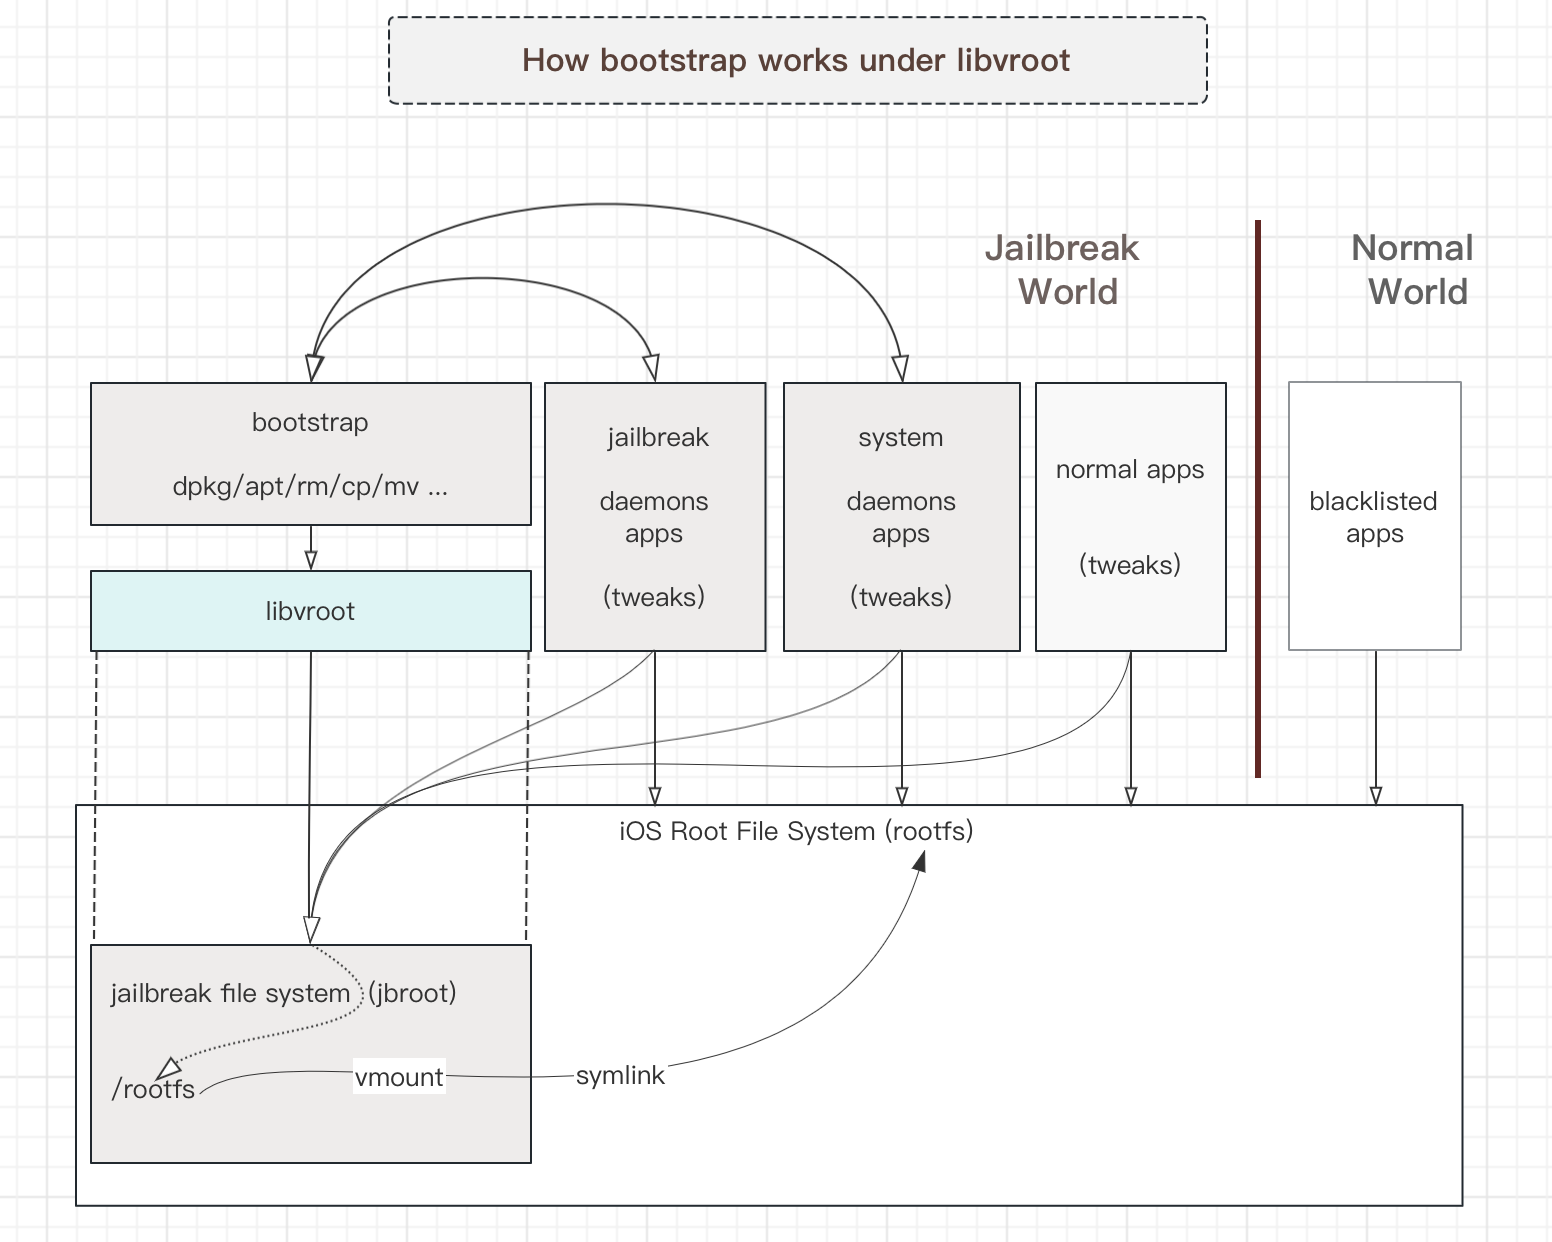 How bootstrap works under libvroot
Jailbreak
World
Normal
World
bootstrap
dpkg/apt/rm/cp/mv ...
libvroot
jailbreak
daemons
apps
(tweaks)
system
daemons
apps
(tweaks)
normal apps
(tweaks)
blacklisted
apps
iOS Root File System (rootfs)
jailbreak file system (jbroot)
/rootfs
vmount
symlink